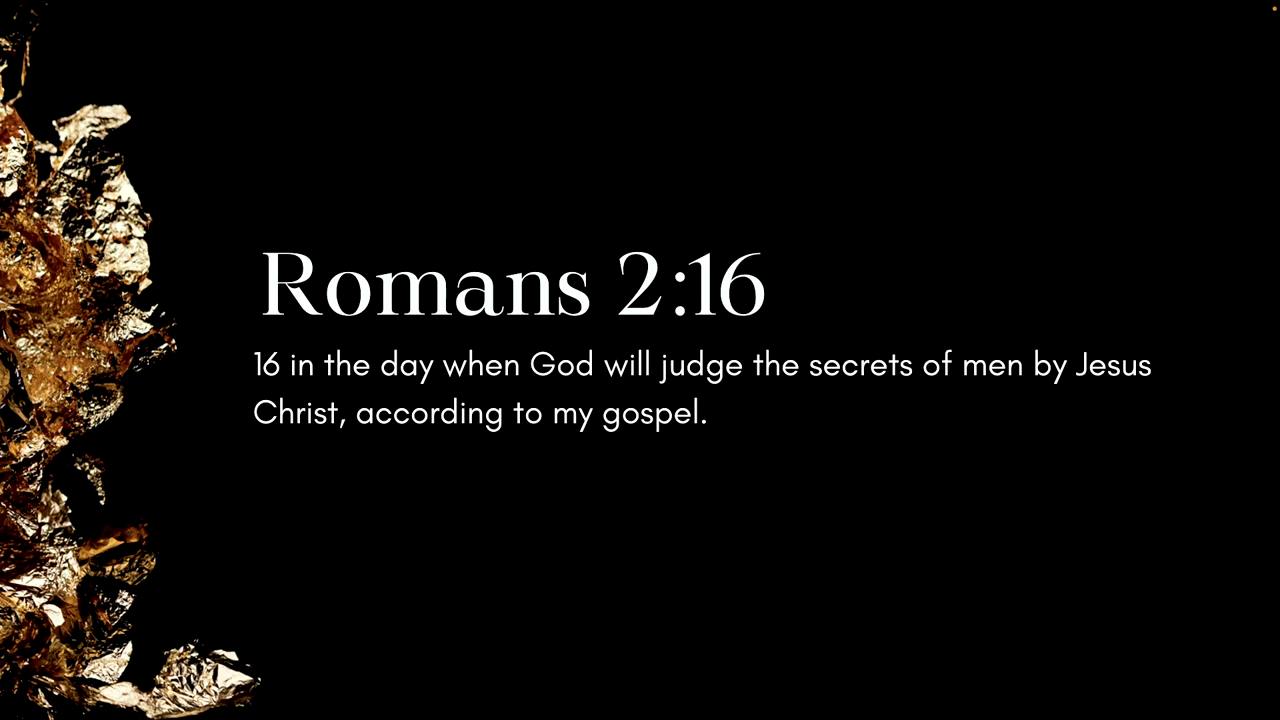 Romans 2:16
16 in the day when God will judge the secrets of men by Jesus
Christ, according to my gospel.